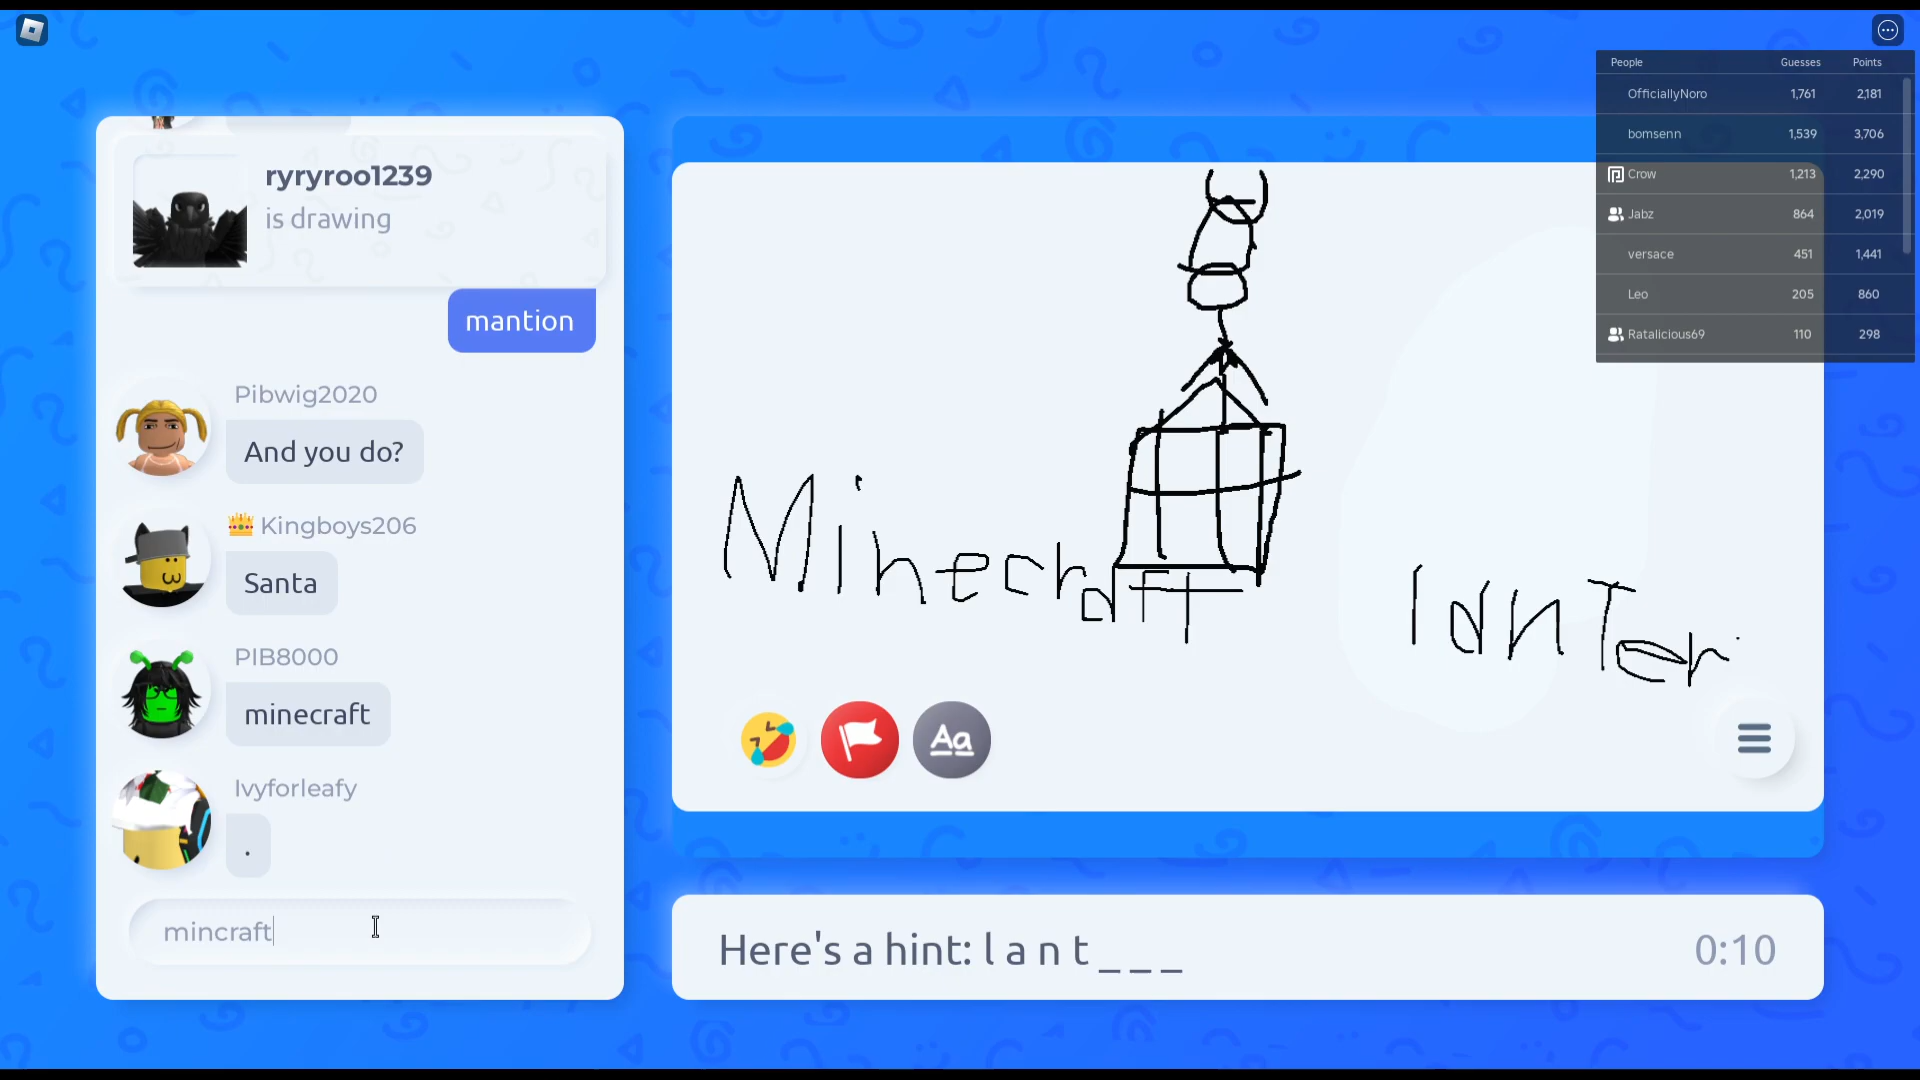 People Guesses Points
OfficiallyNoro 1,761 2,181
bomsenn 1,539 3,706
Crow 1,213 2,290
Jabz 864 2,019
versace 451 1,441
Leo 205 860
Ratalicious69 110 298
ryryroo1239
is drawing
mantion
Pibwig2020
And you do?
Kingboys206
Santa
PIB8000
minecraft
Ivyforleafy
.
mincraft
Minecraft
lanTer
Aa
Here's a hint: l a n t _ _ _
0:10